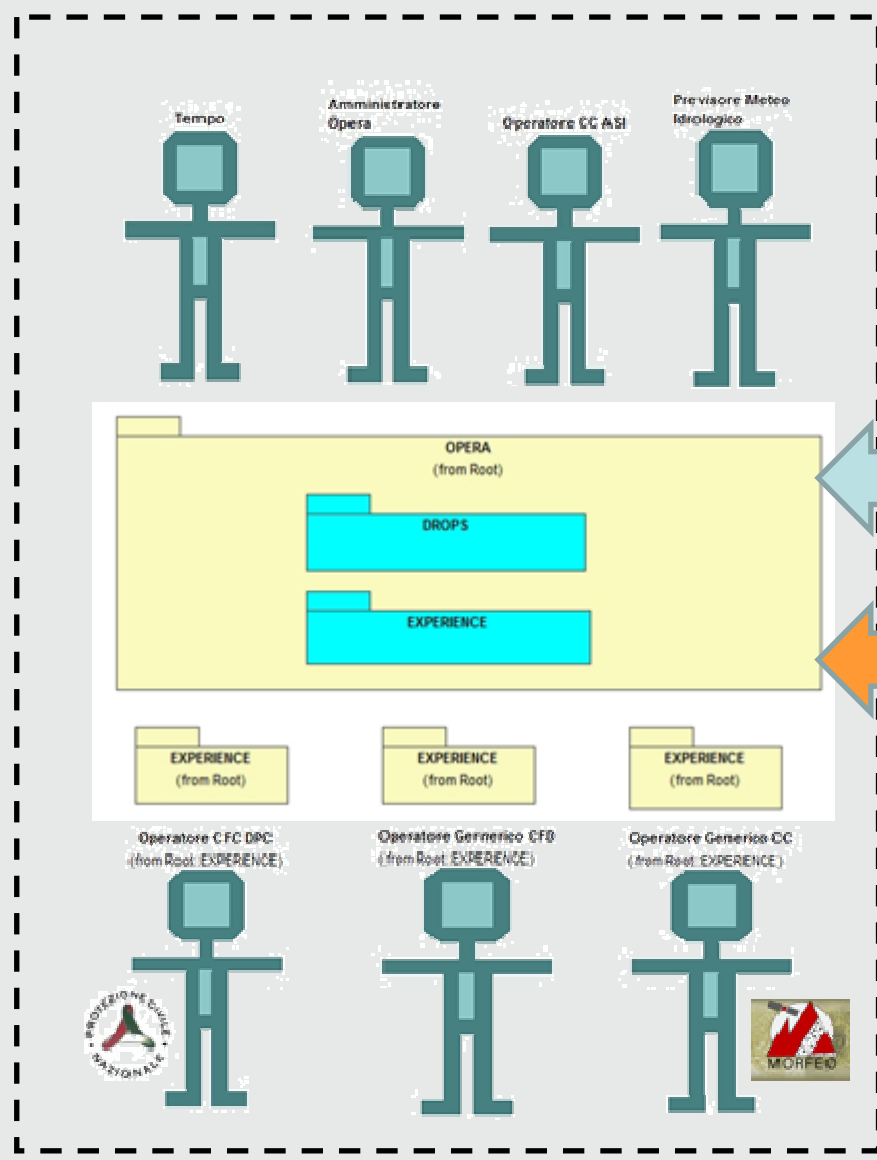 Tempo
Amministratore
Opera
Operatore CC ASI
Previsore Meteo
Idrologico
OPERA
(from Root)
DROPS
EXPERIENCE
EXPERIENCE
(from Root)
EXPERIENCE
(from Root)
EXPERIENCE
(from Root)
Operatore CFC DPC
(from Root: EXPERIENCE)
Operatore Gernerico CFD
(from Root: EXPERIENCE)
Operatore Generico CC
(from Root: EXPERIENCE)
PROTEZIONE CIVILE
NAZIONALE
MORFEO